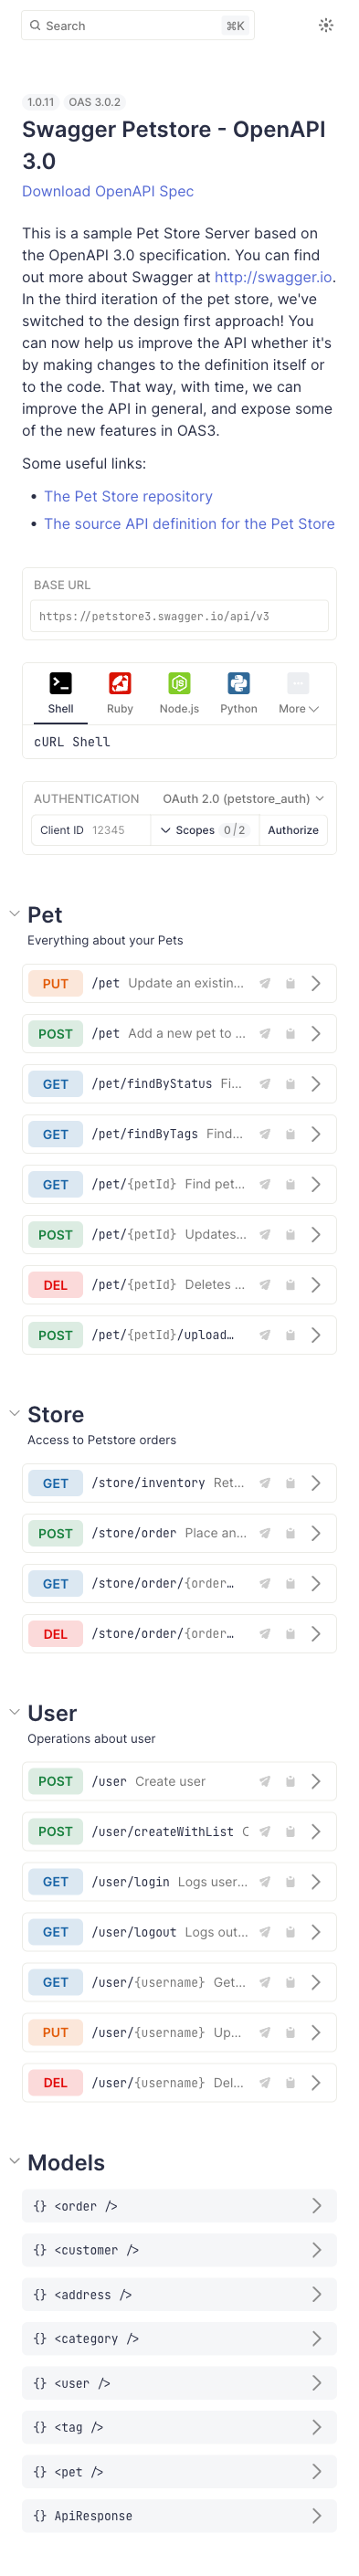 Search ⌘K
1.0.11 OAS 3.0.2
Swagger Petstore - OpenAPI
3.0
Download OpenAPI Spec
This is a sample Pet Store Server based on
the OpenAPI 3.0 specification. You can find
out more about Swagger at http://swagger.io.
In the third iteration of the pet store, we've
switched to the design first approach! You
can now help us improve the API whether it's
by making changes to the definition itself or
to the code. That way, with time, we can
improve the API in general, and expose some
of the new features in OAS3.
Some useful links:
• The Pet Store repository
• The source API definition for the Pet Store
BASE URL
https://petstore3.swagger.io/api/v3
Shell Ruby Node.js Python More
cURL Shell
AUTHENTICATION OAuth 2.0 (petstore_auth)
Client ID 12345 Scopes 0/2 Authorize
Pet
Everything about your Pets
PUT /pet Update an existin...
POST /pet Add a new pet to ...
GET /pet/findByStatus Fi...
GET /pet/findByTags Find...
GET /pet/{petId} Find pet...
POST /pet/{petId} Updates...
DEL /pet/{petId} Deletes ...
POST /pet/{petId}/upload…
Store
Access to Petstore orders
GET /store/inventory Ret...
POST /store/order Place an...
GET /store/order/{order…
DEL /store/order/{order…
User
Operations about user
POST /user Create user
POST /user/createWithList C
GET /user/login Logs user...
GET /user/logout Logs out...
GET /user/{username} Get...
PUT /user/{username} Up...
DEL /user/{username} Del...
Models
{} <order />
{} <customer />
{} <address />
{} <category />
{} <user />
{} <tag />
{} <pet />
{} ApiResponse